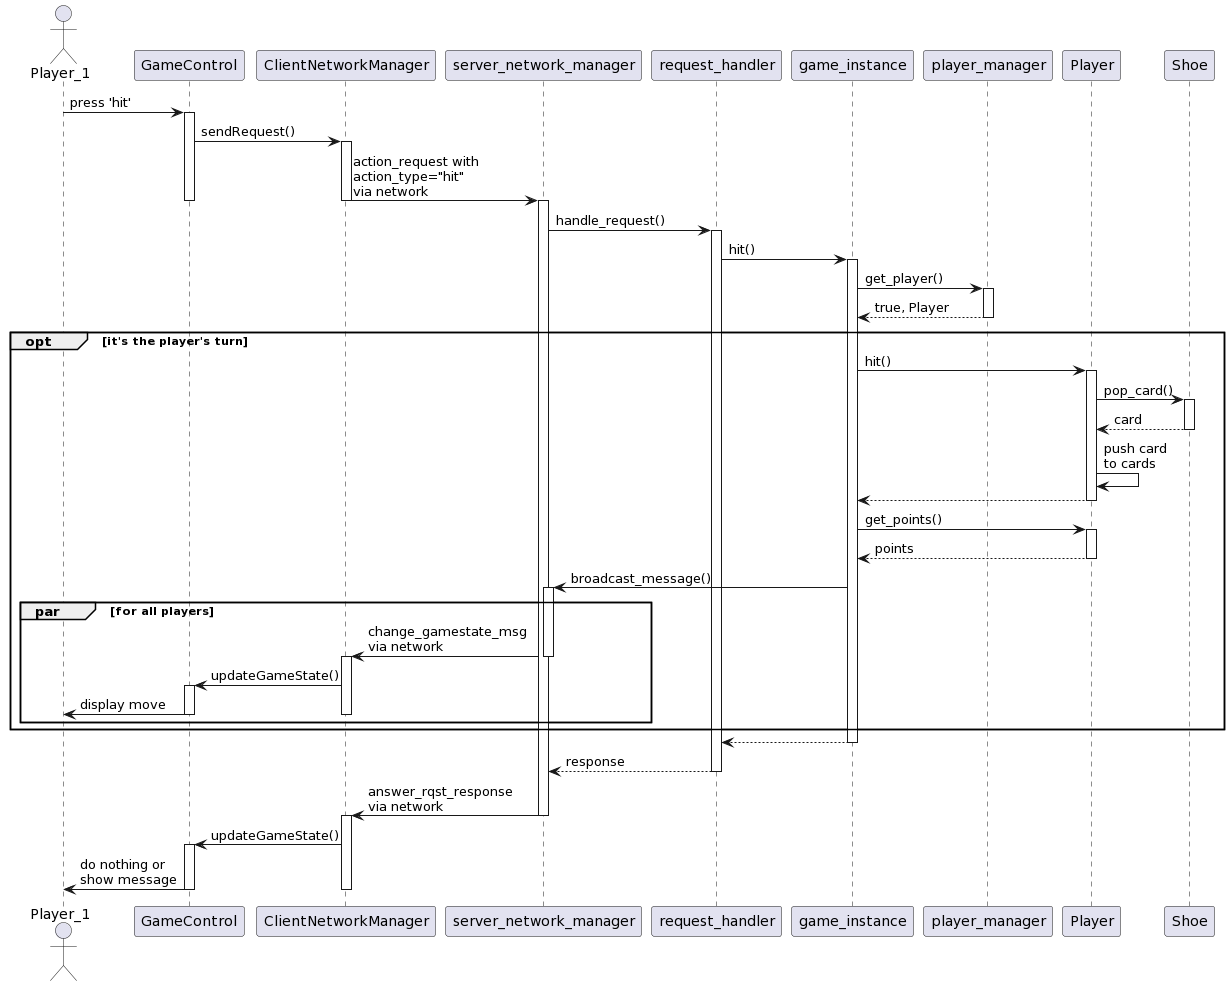 Player_1
GameControl
ClientNetworkManager
server_network_manager
request_handler
game_instance
player_manager
Player
Shoe
press 'hit'
sendRequest()
action_request with
action_type="hit"
via network
handle_request()
hit()
get_player()
true, Player
opt
[it's the player's turn]
hit()
pop_card()
card
push card
to cards
get_points()
points
broadcast_message()
par
[for all players]
change_gamestate_msg
via network
updateGameState()
display move
response
answer_rqst_response
via network
updateGameState()
do nothing or
show message
Player_1
GameControl
ClientNetworkManager
server_network_manager
request_handler
game_instance
player_manager
Player
Shoe